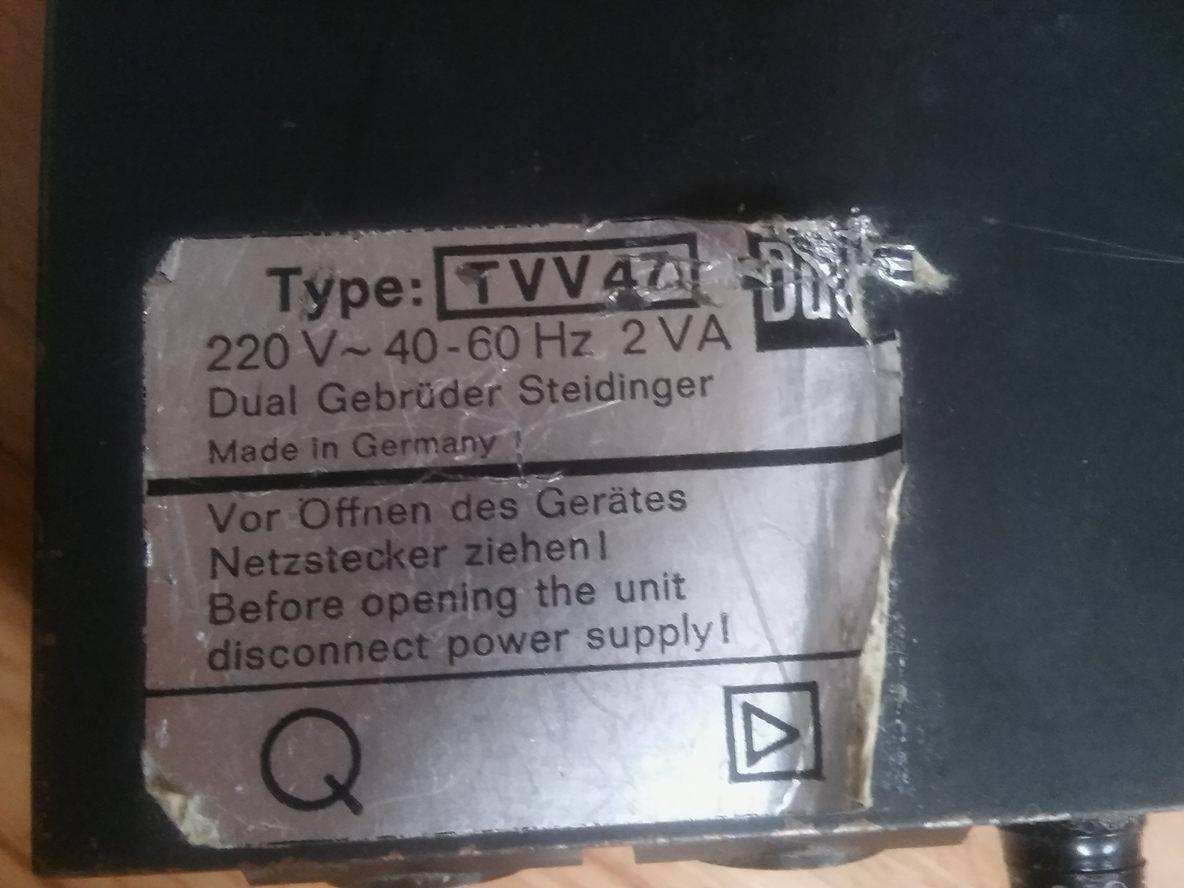 Type: TVV 47
Dual
220 V~ 40-60 Hz 2 VA
Dual Gebrüder Steidinger
Made in Germany
Vor Öffnen des Gerätes
Netzstecker ziehen!
Before opening the unit
disconnect power supply!
Q